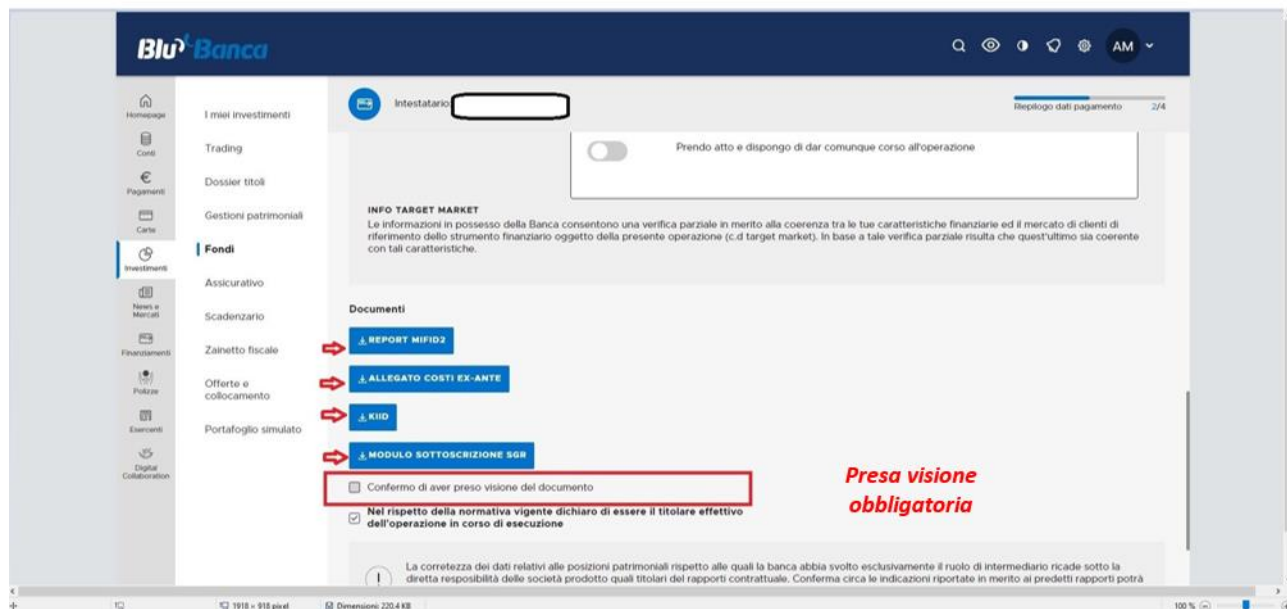 Blu Banca
AM
Homepage
Conti
Pagamenti
Carte
Investimenti
News e
Mercati
Finanziamenti
Polizze
Esercenti
Digital
Collaboration
I miei investimenti
Trading
Dossier titoli
Gestioni patrimoniali
Fondi
Assicurativo
Scadenzario
Zainetto fiscale
Offerte e
collocamento
Portafoglio simulato
Intestatario
Riepilogo dati pagamento 2/4
Prendo atto e dispongo di dar comunque corso all'operazione
INFO TARGET MARKET
Le informazioni in possesso della Banca consentono una verifica parziale in merito alla coerenza tra le tue caratteristiche finanziarie ed il mercato di clienti di
riferimento dello strumento finanziario oggetto della presente operazione (c.d target market). In base a tale verifica parziale risulta che quest'ultimo sia coerente
con tali caratteristiche.
Documenti
REPORT MIFID2
ALLEGATO COSTI EX-ANTE
KIID
MODULO SOTTOSCRIZIONE SGR
Confermo di aver preso visione del documento
Presa visione
obbligatoria
Nel rispetto della normativa vigente dichiaro di essere il titolare effettivo
dell'operazione in corso di esecuzione
La corretezza dei dati relativi alle posizioni patrimoniali rispetto alle quali la banca abbia svolto esclusivamente il ruolo di intermediario ricade sotto la
diretta resposibilità delle società prodotto quali titolari del rapporti contrattuale. Conferma circa le indicazioni riportate in merito ai predetti rapporti potrà
1918 × 918 pixel
Dimensioni: 220,4 KB
100 %